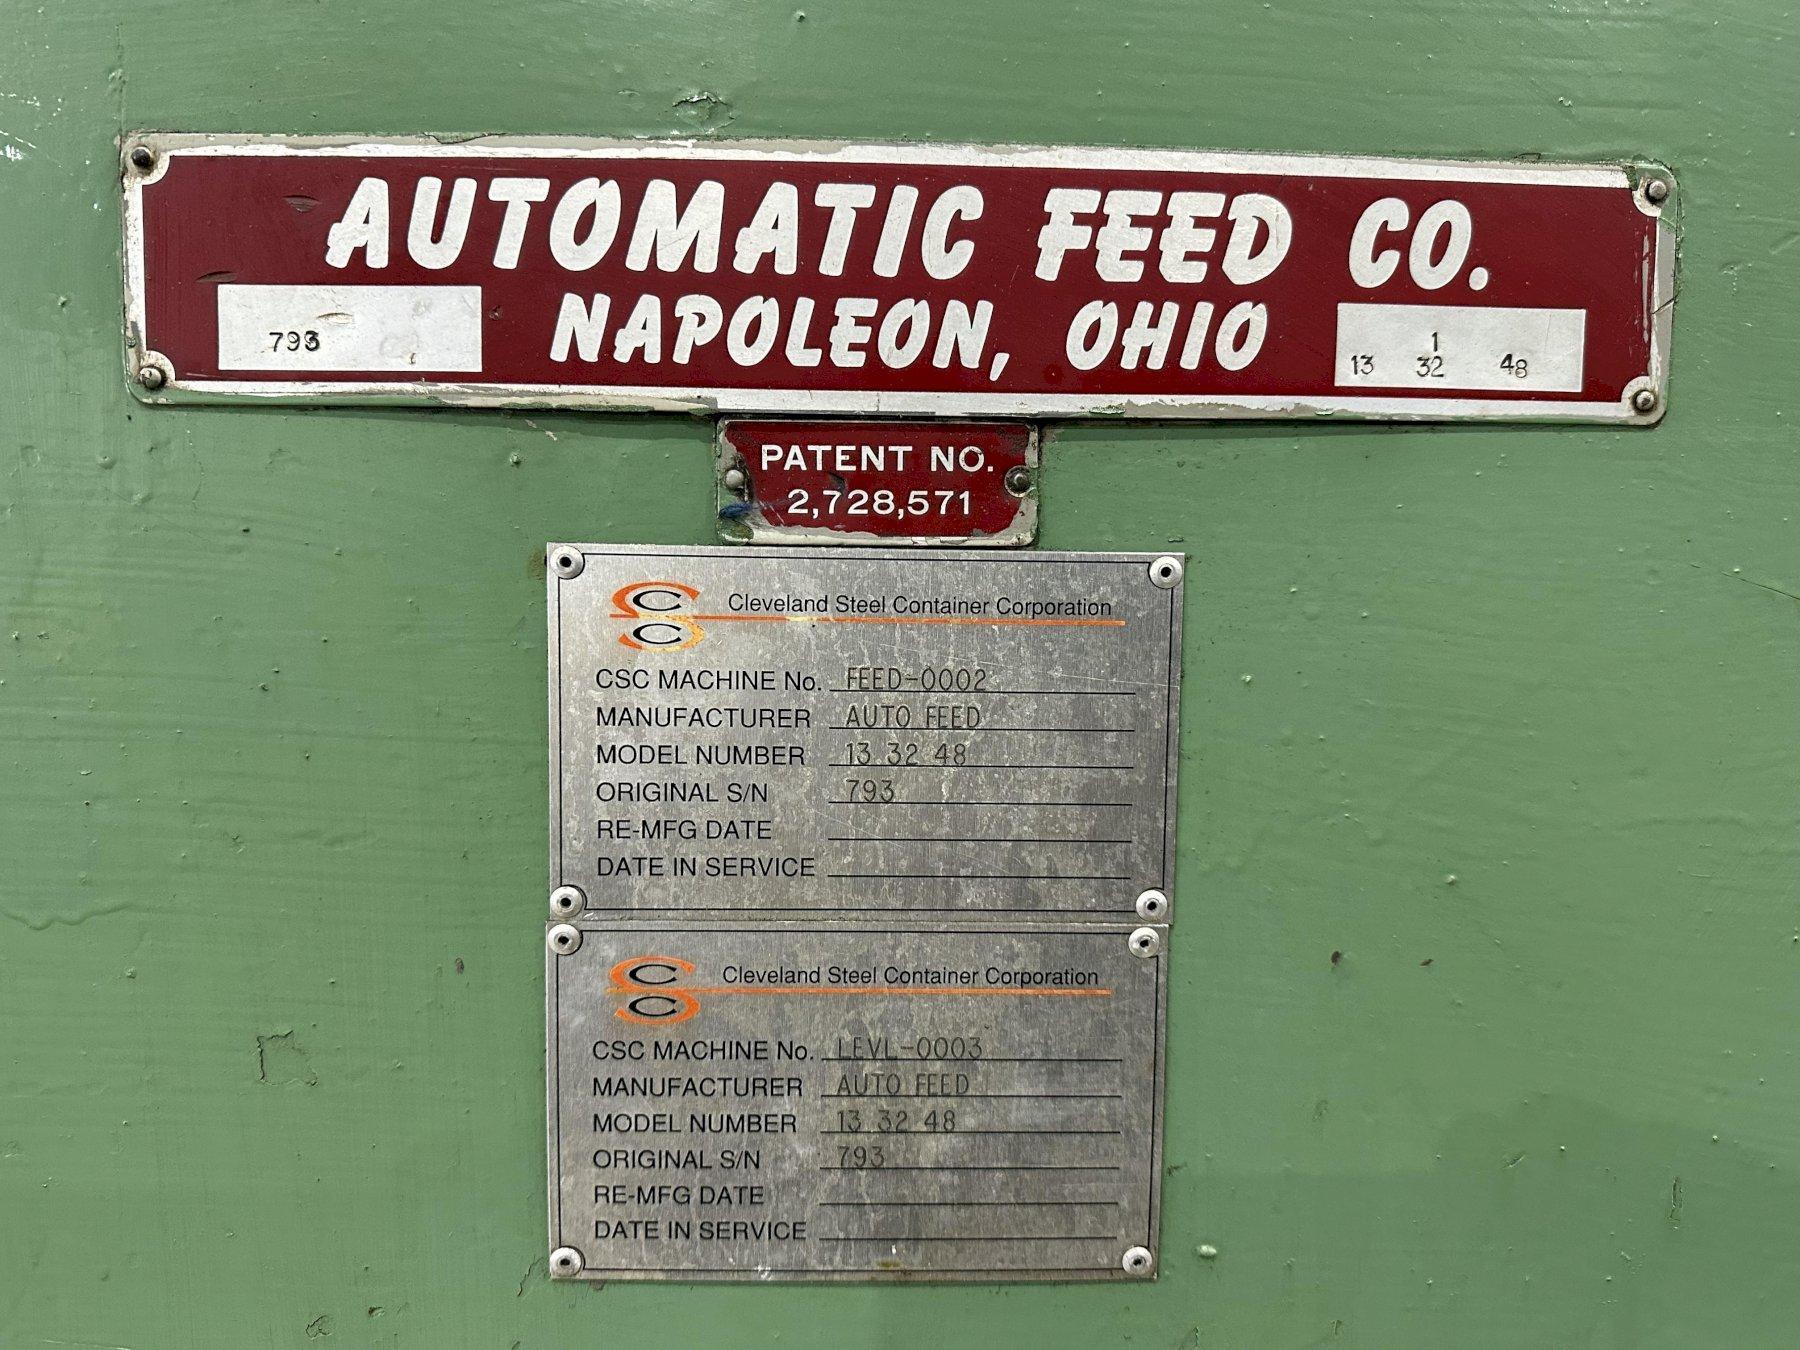 AUTOMATIC FEED CO.
NAPOLEON, OHIO
793
1
13 32 48
PATENT NO.
2,728,571
CSC
Cleveland Steel Container Corporation
CSC MACHINE No. FEED-0002
MANUFACTURER AUTO FEED
MODEL NUMBER 13 32 48
ORIGINAL S/N 793
RE-MFG DATE
DATE IN SERVICE
CSC
Cleveland Steel Container Corporation
CSC MACHINE No. LEVL-0003
MANUFACTURER AUTO FEED
MODEL NUMBER 13 32 48
ORIGINAL S/N 793
RE-MFG DATE
DATE IN SERVICE